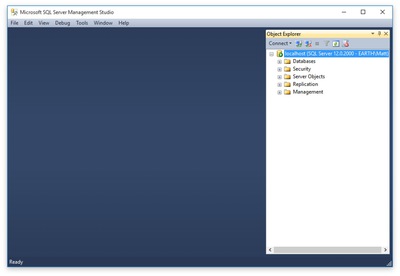 Microsoft SQL Server Management Studio
File Edit View Debug Tools Window Help
Object Explorer
Connect
localhost (SQL Server 12.0.2000 - EARTH\Matt)
Databases
Security
Server Objects
Replication
Management
Ready